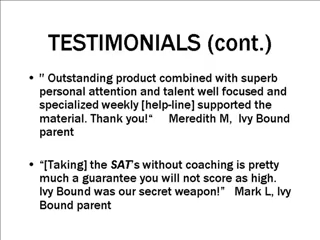 TESTIMONIALS (cont.)
• " Outstanding product combined with superb
personal attention and talent well focused and
specialized weekly [help-line] supported the
material. Thank you!“ Meredith M, Ivy Bound
parent
• “[Taking] the SAT’s without coaching is pretty
much a guarantee you will not score as high.
Ivy Bound was our secret weapon!” Mark L, Ivy
Bound parent